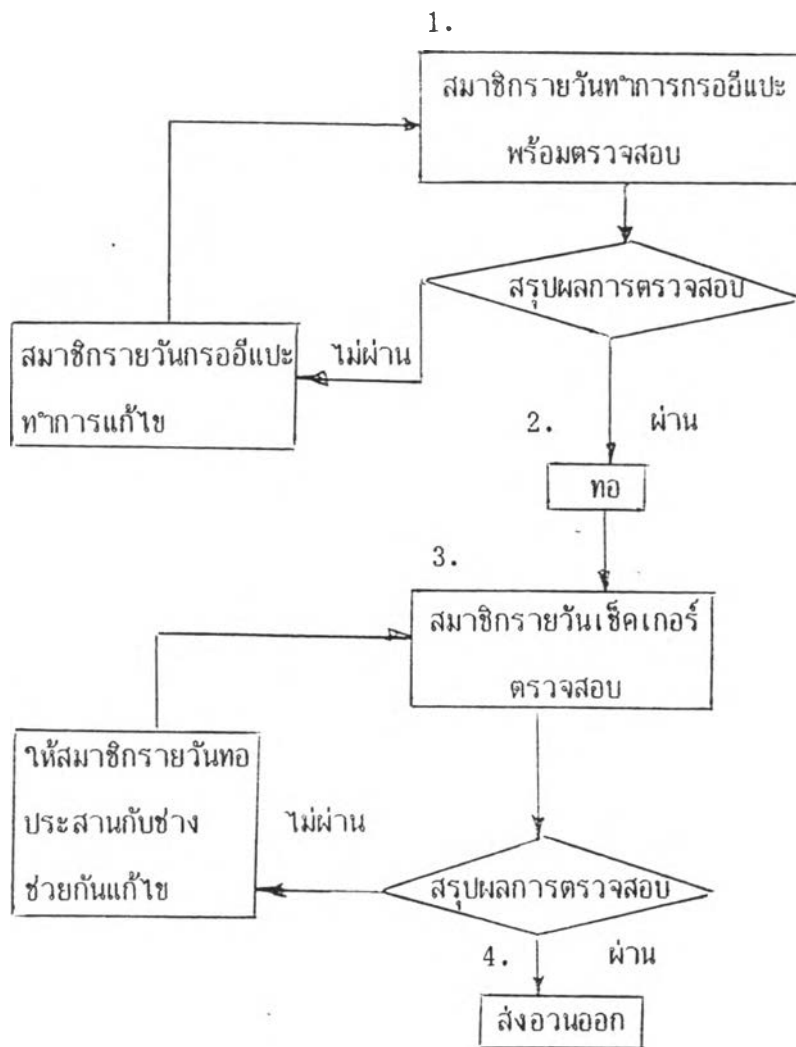 1.
สมาชิกรายวันทำการกรออีแปะ
พร้อมตรวจสอบ
สรุปผลการตรวจสอบ
ไม่ผ่าน
สมาชิกรายวันกรออีแปะ
ทำการแก้ไข
2.
ผ่าน
ทอ
3.
สมาชิกรายวันเช็คเกอร์
ตรวจสอบ
ให้สมาชิกรายวันทอ
ประสานกับช่าง
ช่วยกันแก้ไข
ไม่ผ่าน
สรุปผลการตรวจสอบ
4.
ผ่าน
ส่งอวนออก